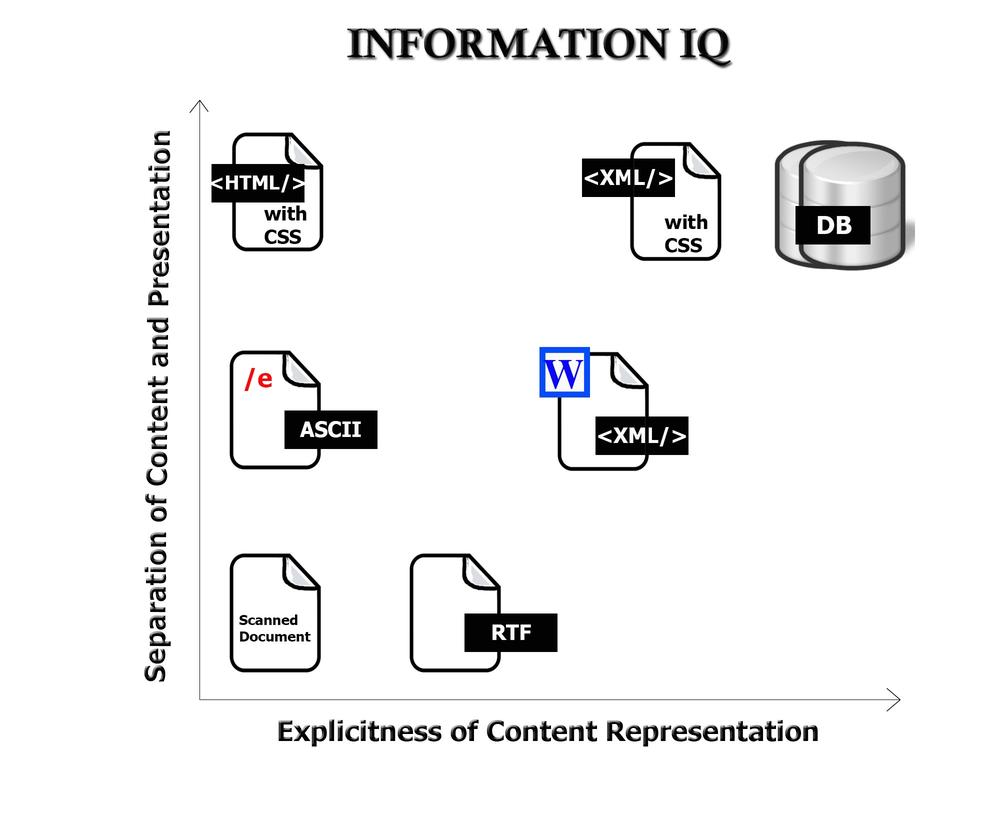 INFORMATION IQ
Separation of Content and Presentation
<HTML/>
with
CSS
<XML/>
with
CSS
DB
/e
ASCII
W
<XML/>
Scanned
Document
RTF
Explicitness of Content Representation